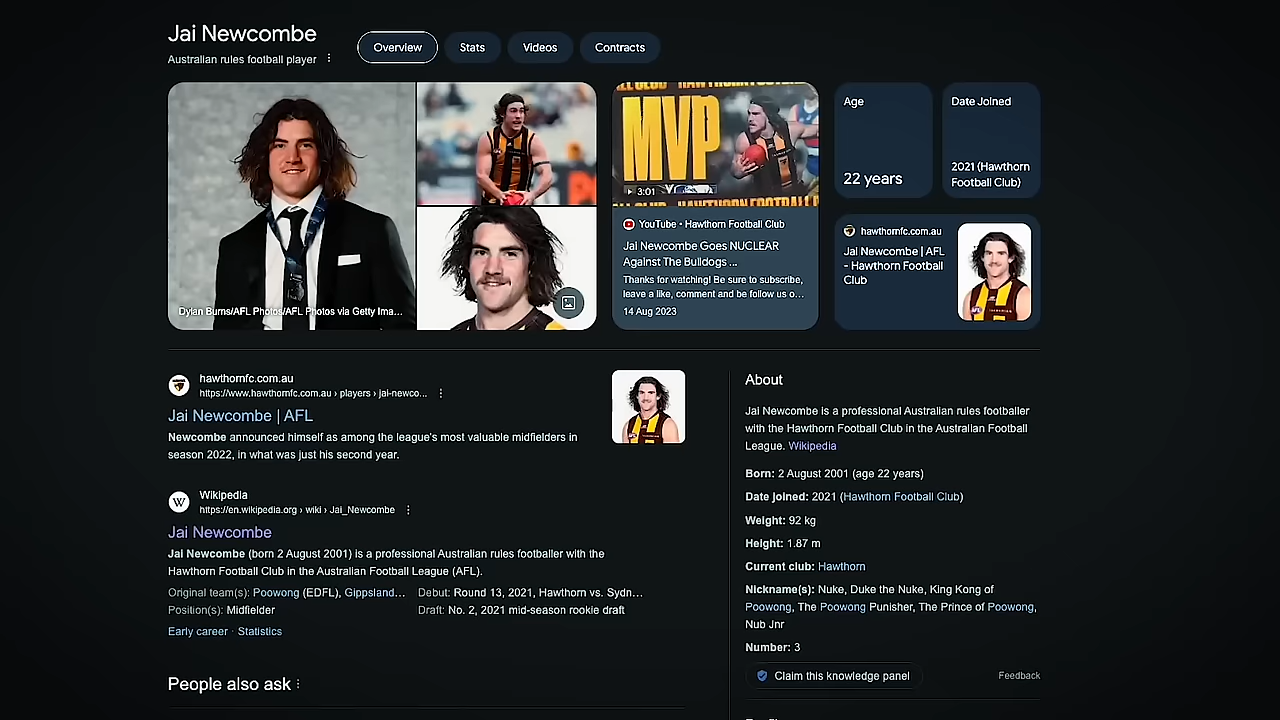 Jai Newcombe
Australian rules football player
Overview
Stats
Videos
Contracts
Dylan Burns/AFL Photos/AFL Photos via Getty Ima...
MVP
3:01
YouTube • Hawthorn Football Club
Jai Newcombe Goes NUCLEAR
Against The Bulldogs ...
Thanks for watching! Be sure to subscribe,
leave a like, comment and be follow us o...
14 Aug 2023
Age
22 years
Date Joined
2021 (Hawthorn
Football Club)
hawthornfc.com.au
Jai Newcombe | AFL
- Hawthorn Football
Club
hawthornfc.com.au
https://www.hawthornfc.com.au › players › jai-newco...
Jai Newcombe | AFL
Newcombe announced himself as among the league's most valuable midfielders in
season 2022, in what was just his second year.
W
Wikipedia
https://en.wikipedia.org › wiki › Jai_Newcombe
Jai Newcombe
Jai Newcombe (born 2 August 2001) is a professional Australian rules footballer with the
Hawthorn Football Club in the Australian Football League (AFL).
Original team(s): Poowong (EDFL), Gippsland...
Debut: Round 13, 2021, Hawthorn vs. Sydn...
Position(s): Midfielder
Draft: No. 2, 2021 mid-season rookie draft
Early career · Statistics
People also ask
About
Jai Newcombe is a professional Australian rules footballer
with the Hawthorn Football Club in the Australian Football
League. Wikipedia
Born: 2 August 2001 (age 22 years)
Date joined: 2021 (Hawthorn Football Club)
Weight: 92 kg
Height: 1.87 m
Current club: Hawthorn
Nickname(s): Nuke, Duke the Nuke, King Kong of
Poowong, The Poowong Punisher, The Prince of Poowong,
Nub Jnr
Number: 3
Claim this knowledge panel
Feedback